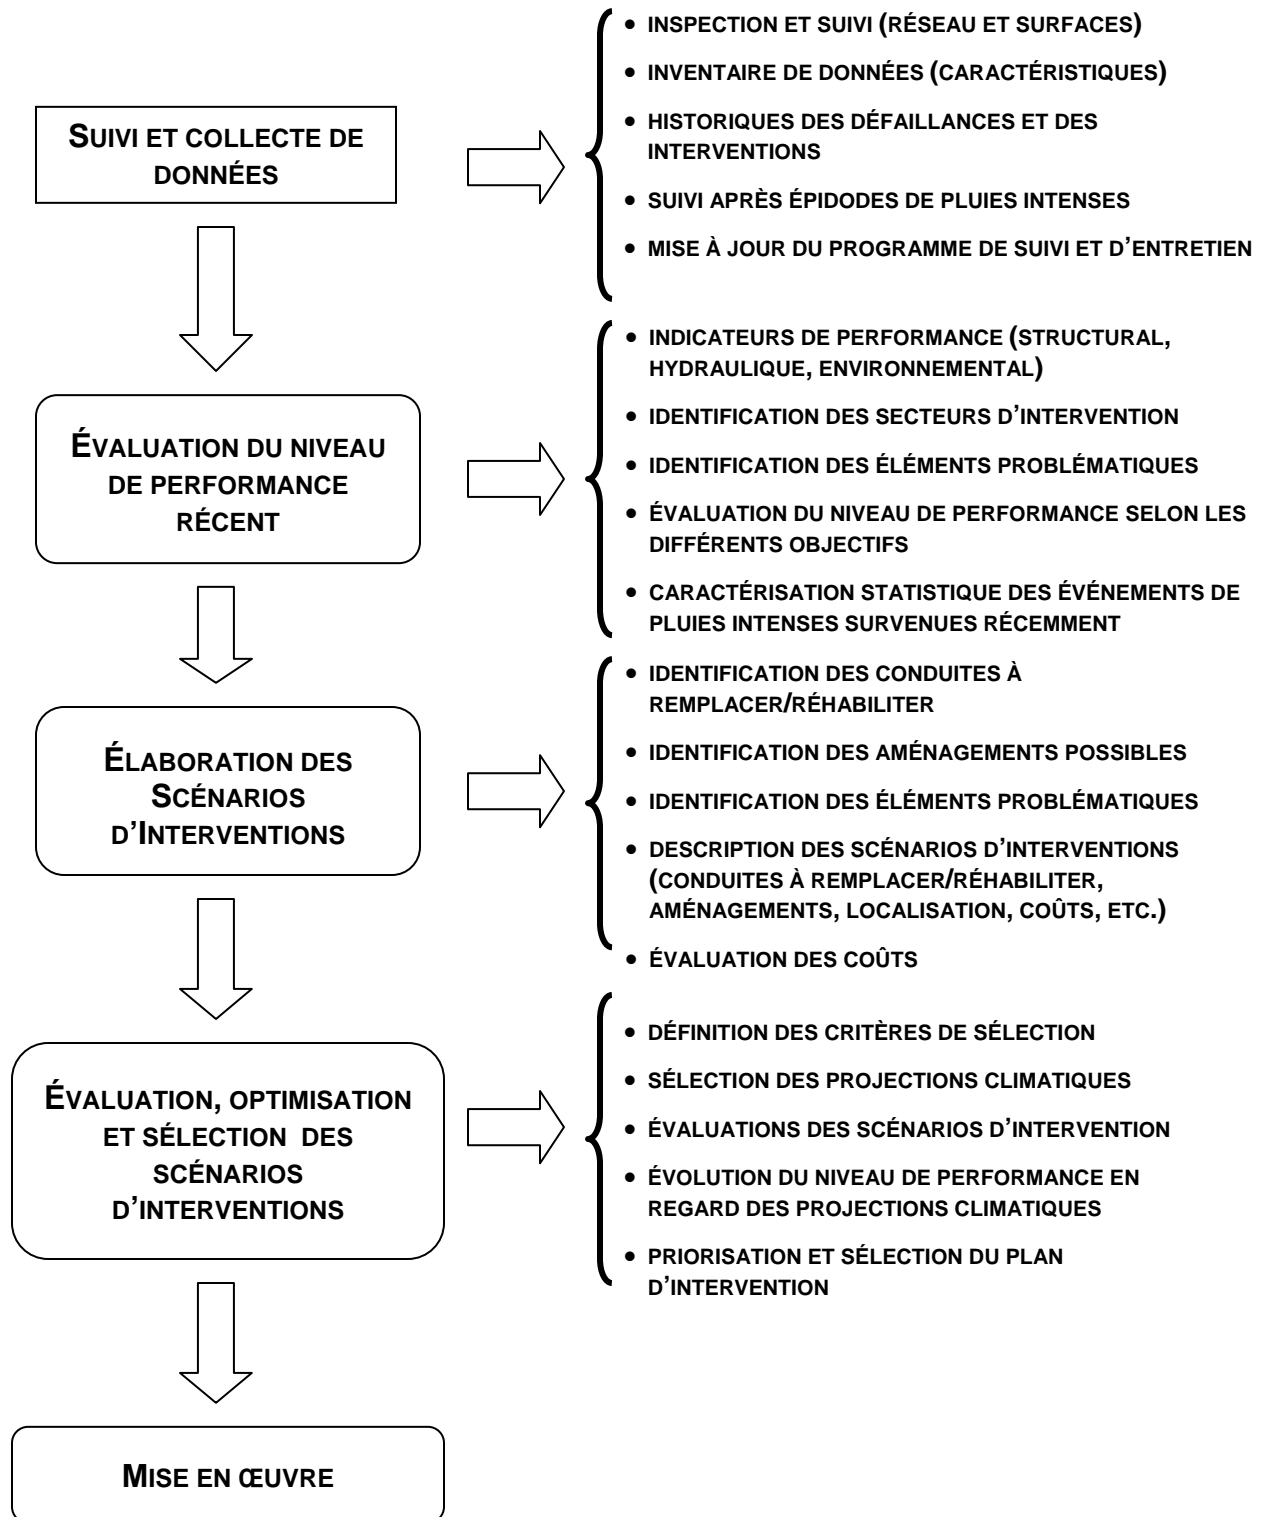 SUIVI ET COLLECTE DE
DONNÉES
• INSPECTION ET SUIVI (RÉSEAU ET SURFACES)
• INVENTAIRE DE DONNÉES (CARACTÉRISTIQUES)
• HISTORIQUES DES DÉFAILLANCES ET DES
INTERVENTIONS
• SUIVI APRÈS ÉPIDODES DE PLUIES INTENSES
• MISE À JOUR DU PROGRAMME DE SUIVI ET D’ENTRETIEN
ÉVALUATION DU NIVEAU
DE PERFORMANCE
RÉCENT
• INDICATEURS DE PERFORMANCE (STRUCTURAL,
HYDRAULIQUE, ENVIRONNEMENTAL)
• IDENTIFICATION DES SECTEURS D’INTERVENTION
• IDENTIFICATION DES ÉLÉMENTS PROBLÉMATIQUES
• ÉVALUATION DU NIVEAU DE PERFORMANCE SELON LES
DIFFÉRENTS OBJECTIFS
• CARACTÉRISATION STATISTIQUE DES ÉVÉNEMENTS DE
PLUIES INTENSES SURVENUES RÉCEMMENT
ÉLABORATION DES
SCÉNARIOS
D’INTERVENTIONS
• IDENTIFICATION DES CONDUITES À
REMPLACER/RÉHABILITER
• IDENTIFICATION DES AMÉNAGEMENTS POSSIBLES
• IDENTIFICATION DES ÉLÉMENTS PROBLÉMATIQUES
• DESCRIPTION DES SCÉNARIOS D’INTERVENTIONS
(CONDUITES À REMPLACER/RÉHABILITER,
AMÉNAGEMENTS, LOCALISATION, COÛTS, ETC.)
• ÉVALUATION DES COÛTS
ÉVALUATION, OPTIMISATION
ET SÉLECTION DES
SCÉNARIOS
D’INTERVENTIONS
• DÉFINITION DES CRITÈRES DE SÉLECTION
• SÉLECTION DES PROJECTIONS CLIMATIQUES
• ÉVALUATIONS DES SCÉNARIOS D’INTERVENTION
• ÉVOLUTION DU NIVEAU DE PERFORMANCE EN
REGARD DES PROJECTIONS CLIMATIQUES
• PRIORISATION ET SÉLECTION DU PLAN
D’INTERVENTION
MISE EN ŒUVRE